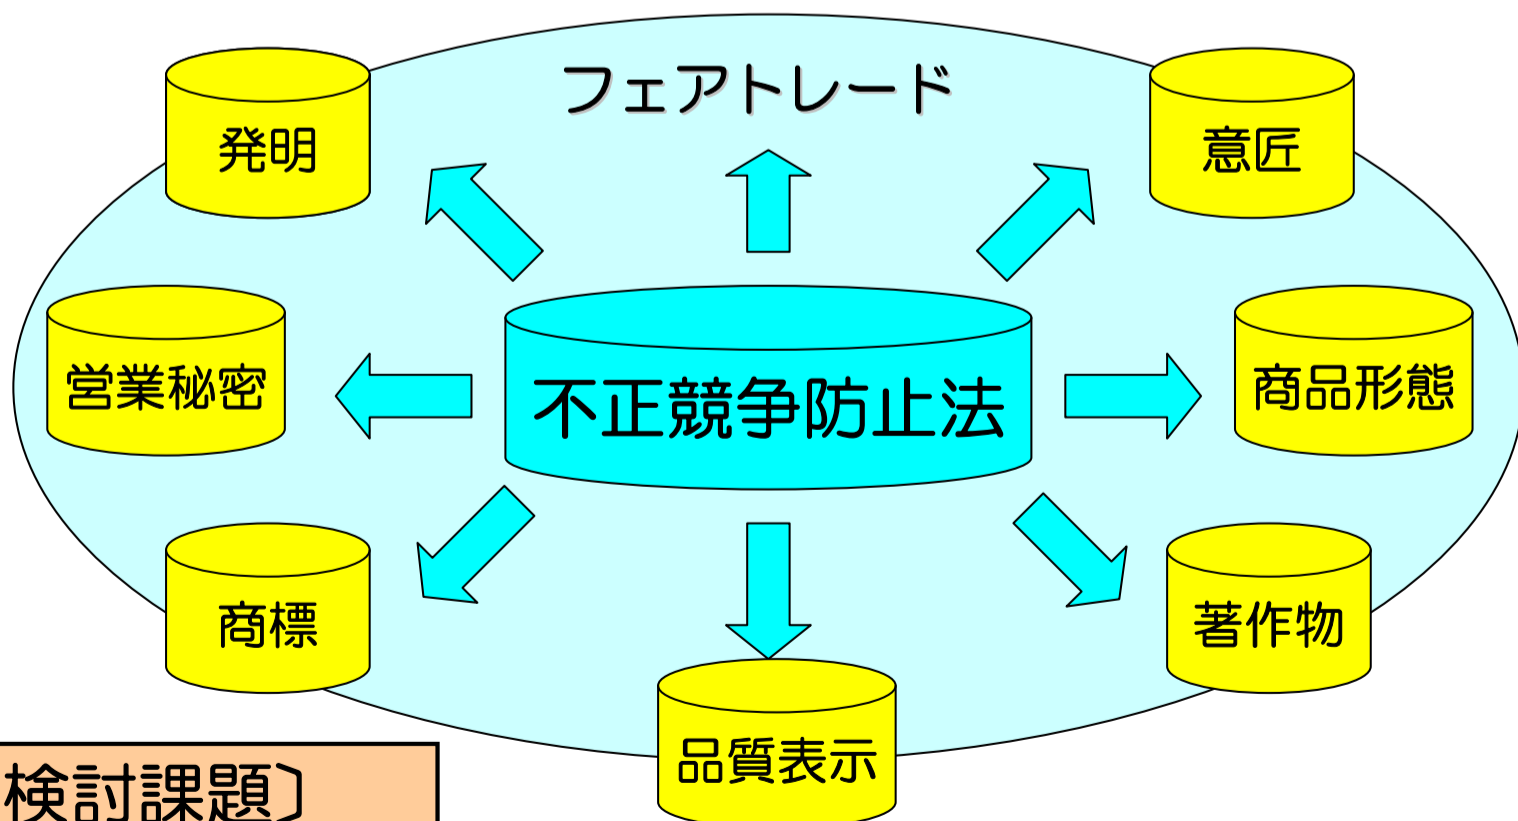 フェアトレード
発明
意匠
営業秘密
不正競争防止法
商品形態
商標
著作物
品質表示
検討課題〕